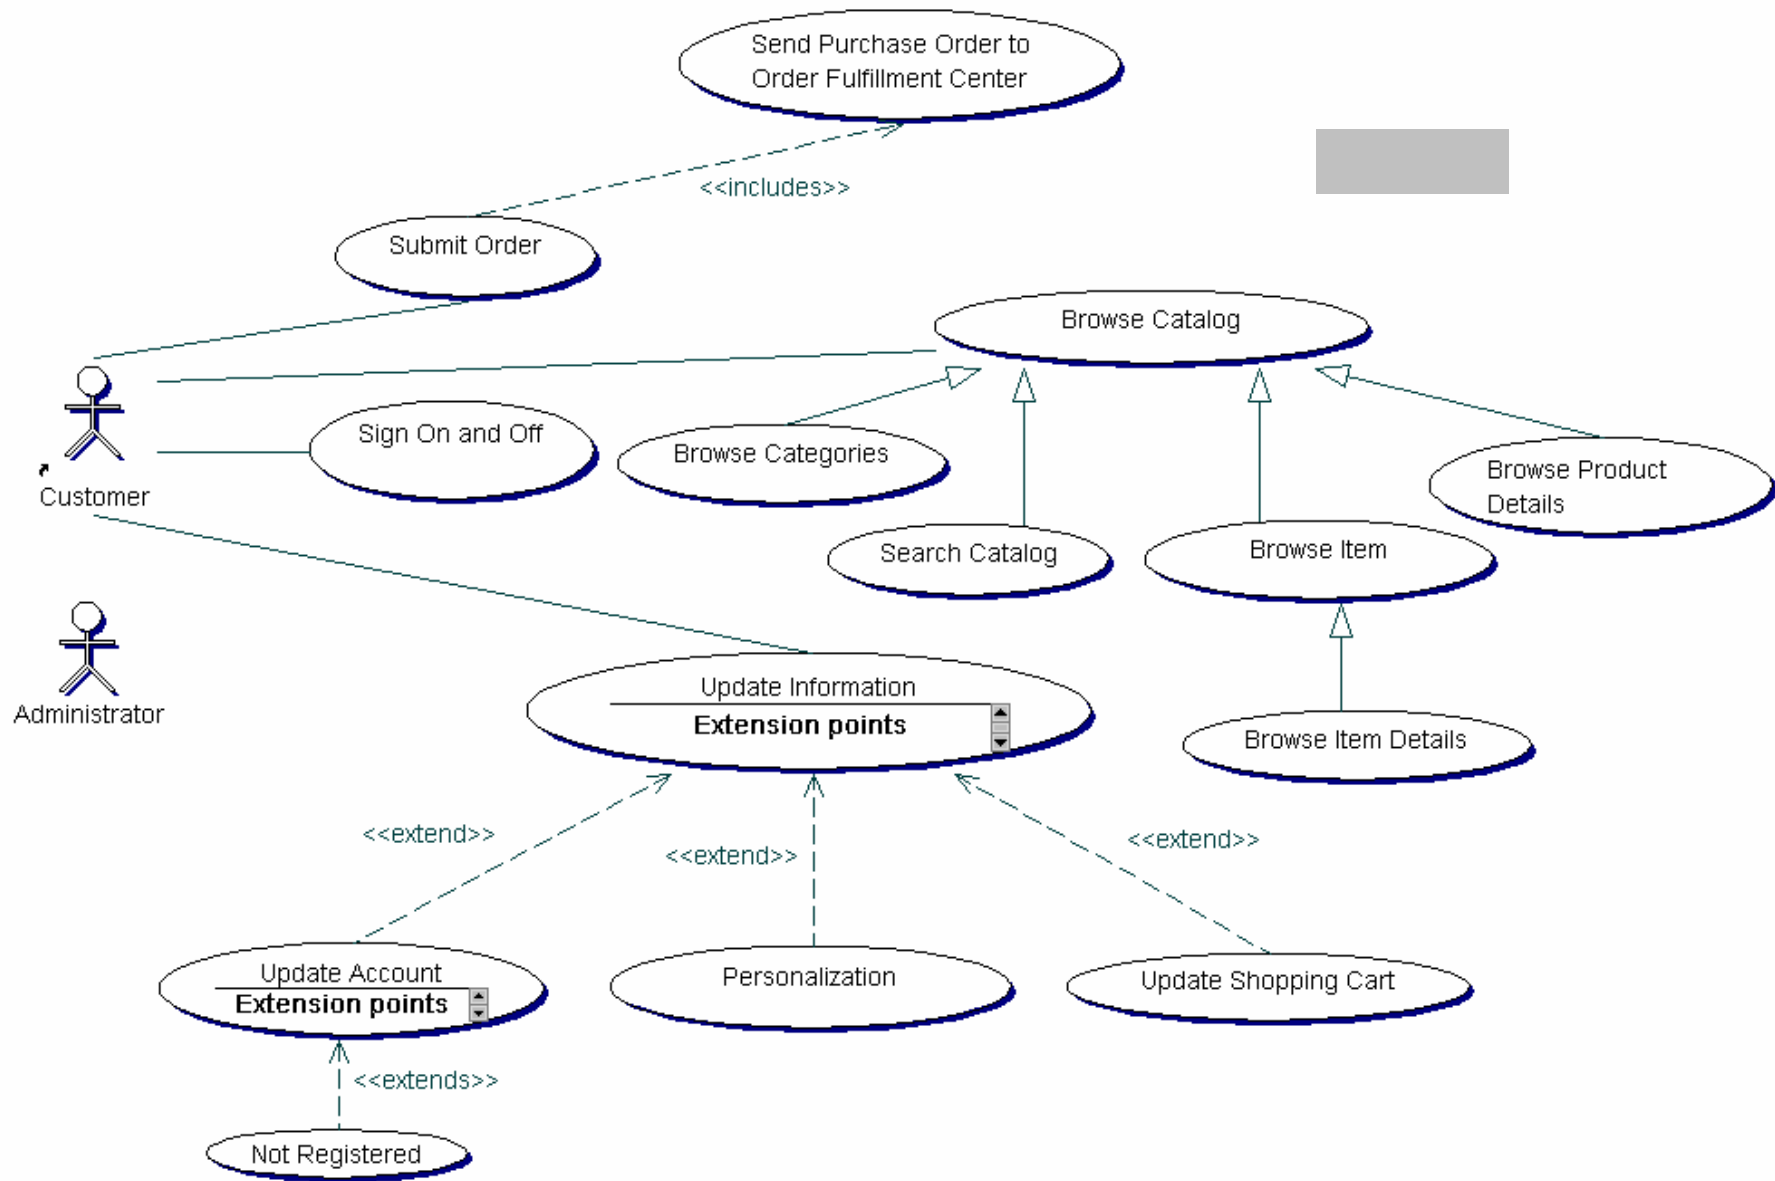 Send Purchase Order to
Order Fulfillment Center
<<includes>>
Submit Order
Browse Catalog
Sign On and Off
Browse Categories
Browse Product
Details
Customer
Search Catalog
Browse Item
Administrator
Update Information
Extension points
Browse Item Details
<<extend>>
<<extend>>
<<extend>>
Update Account
Extension points
Personalization
Update Shopping Cart
<<extends>>
Not Registered